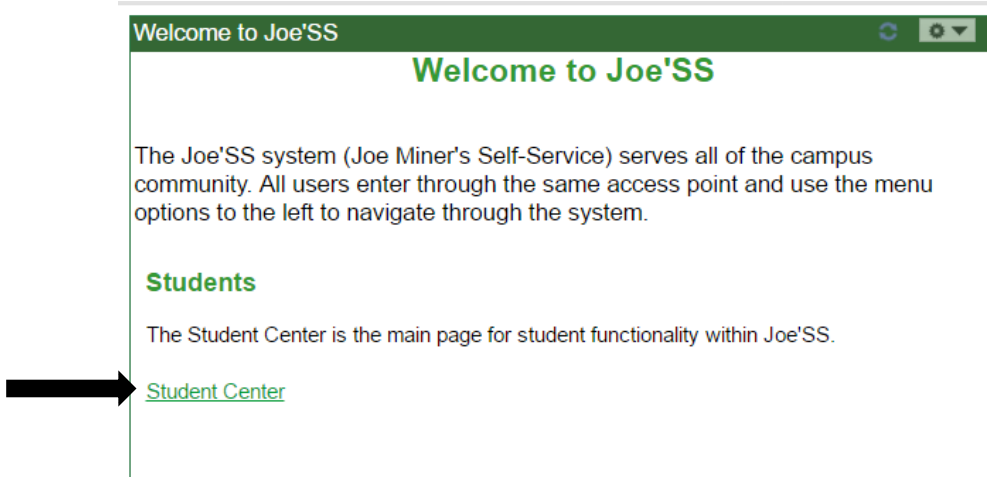 Welcome to Joe'SS
Welcome to Joe'SS
The Joe'SS system (Joe Miner's Self-Service) serves all of the campus
community. All users enter through the same access point and use the menu
options to the left to navigate through the system.
Students
The Student Center is the main page for student functionality within Joe'SS.
Student Center